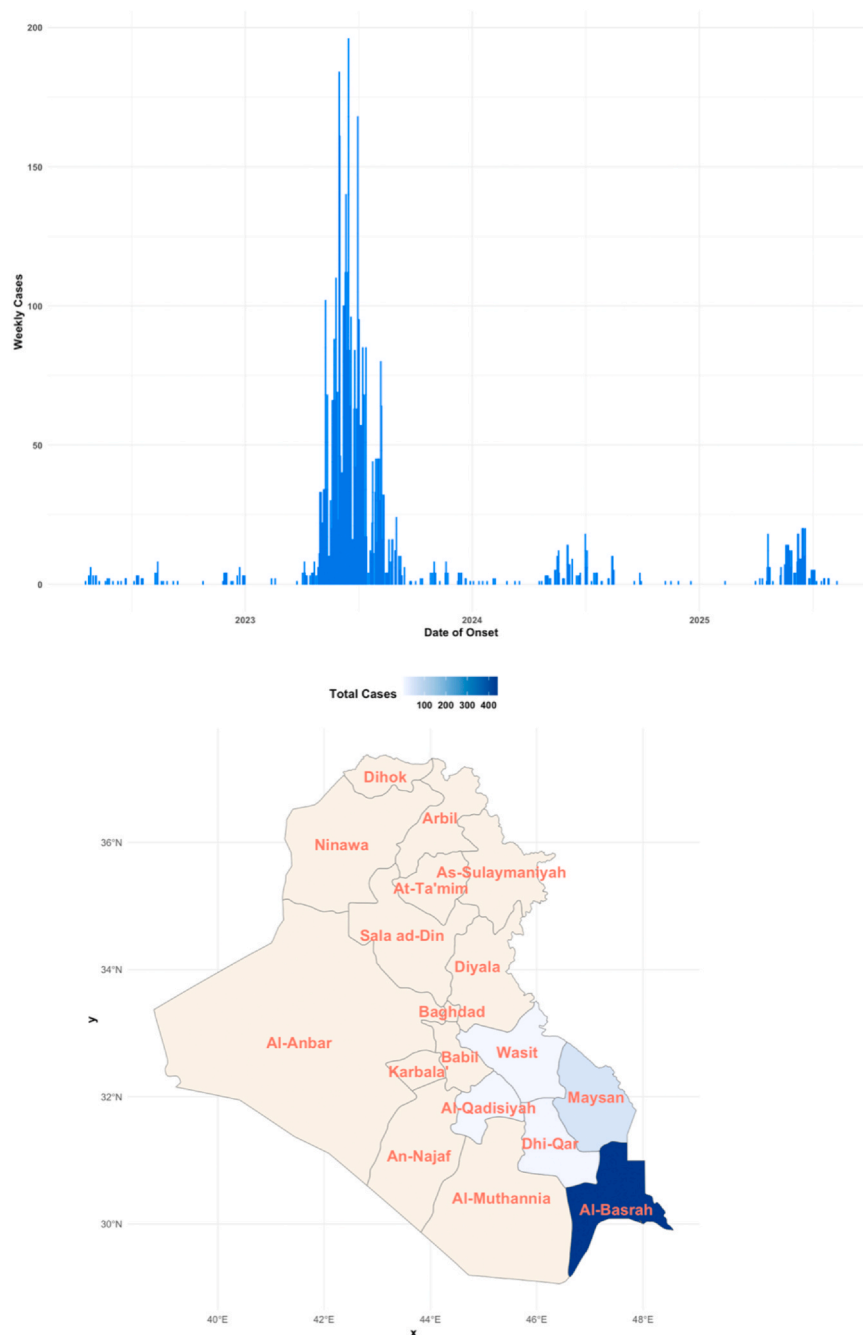 200
150
Weekly Cases
100
50
0
2023
2024
2025
Date of Onset
Total Cases
100 200 300 400
Dihok
Arbil
36°N
Ninawa
As-Sulaymaniyah
At-Ta'mim
Sala ad-Din
34°N
Diyala
Baghdad
y
Al-Anbar
Wasit
Babil
Karbala'
32°N
Maysan
Al-Qadisiyah
Dhi-Qar
An-Najaf
Al-Muthannia
Al-Basrah
30°N
40°E
42°E
44°E
46°E
48°E
x